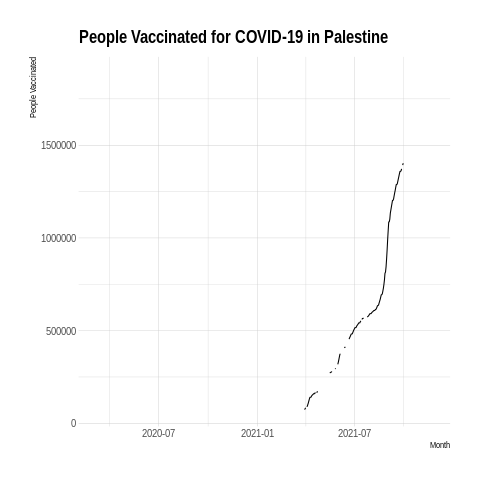 People Vaccinated for COVID-19 in Palestine
People Vaccinated
1500000
1000000
500000
0
2020-07 2021-01 2021-07
Month